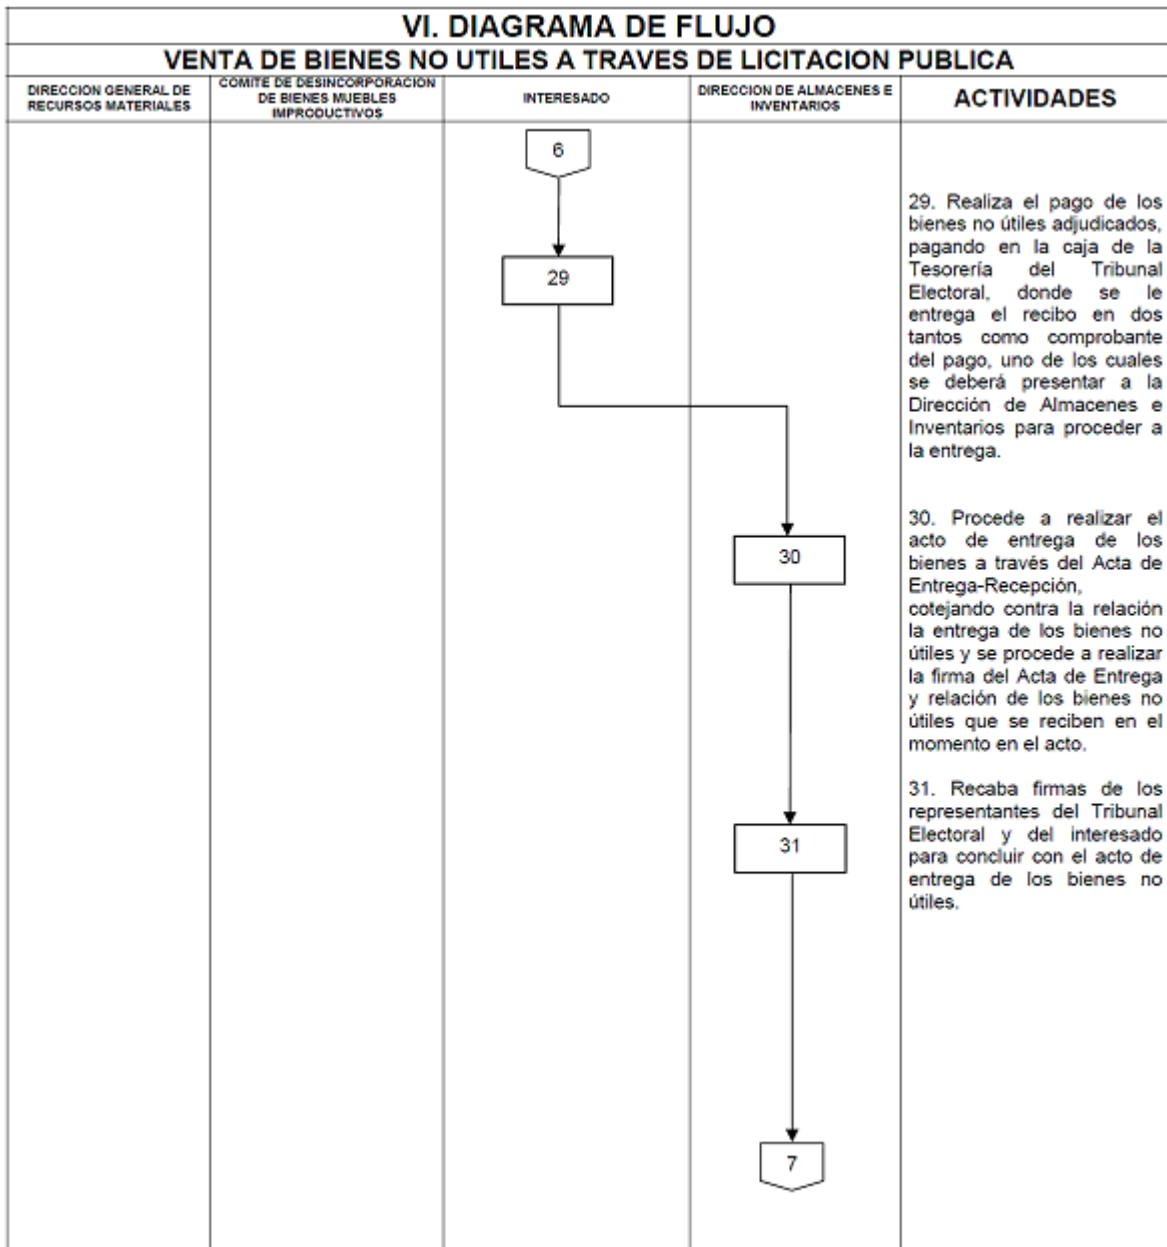 VI. DIAGRAMA DE FLUJO
VENTA DE BIENES NO UTILES A TRAVES DE LICITACION PUBLICA
DIRECCION GENERAL DE
RECURSOS MATERIALES
COMITE DE DESINCORPORACION
DE BIENES MUEBLES
IMPRODUCTIVOS
INTERESADO
DIRECCION DE ALMACENES E
INVENTARIOS
ACTIVIDADES
6
29
30
31
7
29. Realiza el pago de los
bienes no útiles adjudicados,
pagando en la caja de la
Tesorería del Tribunal
Electoral, donde se le
entrega el recibo en dos
tantos como comprobante
del pago, uno de los cuales
se deberá presentar a la
Dirección de Almacenes e
Inventarios para proceder a
la entrega.
30. Procede a realizar el
acto de entrega de los
bienes a través del Acta de
Entrega-Recepción,
cotejando contra la relación
la entrega de los bienes no
útiles y se procede a realizar
la firma del Acta de Entrega
y relación de los bienes no
útiles que se reciben en el
momento en el acto.
31. Recaba firmas de los
representantes del Tribunal
Electoral y del interesado
para concluir con el acto de
entrega de los bienes no
útiles.